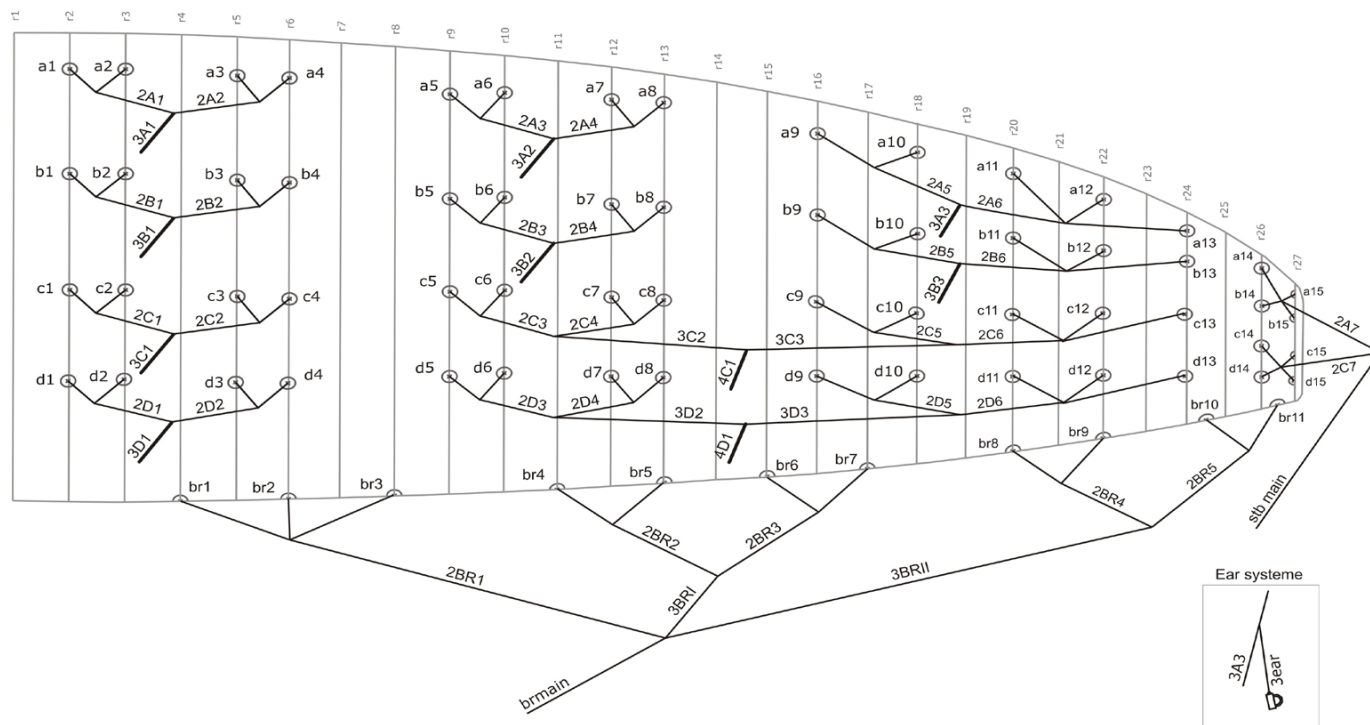 r1 r2 r3 r4 r5 r6 r7 r8 r9 r10 r11 r12 r13 r14 r15 r16 r17 r18 r19 r20 r21 r22 r23 r24 r25 r26 r27
a1 a2 a3 a4 a5 a6 a7 a8 a9 a10 a11 a12 a13 a14 a15
2A1 2A2 2A3 2A4 2A5 2A6 2A7
3A1 3A2 3A3
b1 b2 b3 b4 b5 b6 b7 b8 b9 b10 b11 b12 b13 b14 b15
2B1 2B2 2B3 2B4 2B5 2B6
3B1 3B2 3B3
c1 c2 c3 c4 c5 c6 c7 c8 c9 c10 c11 c12 c13 c14 c15
2C1 2C2 2C3 2C4 2C5 2C6 2C7
3C1 3C2 3C3
4C1
d1 d2 d3 d4 d5 d6 d7 d8 d9 d10 d11 d12 d13 d14 d15
2D1 2D2 2D3 2D4 2D5 2D6
3D1 3D2 3D3
4D1
br1 br2 br3 br4 br5 br6 br7 br8 br9 br10 br11
2BR1 2BR2 2BR3 2BR4 2BR5
3BRI 3BRII
brmain
stb main
Ear systeme
3A3 3ear